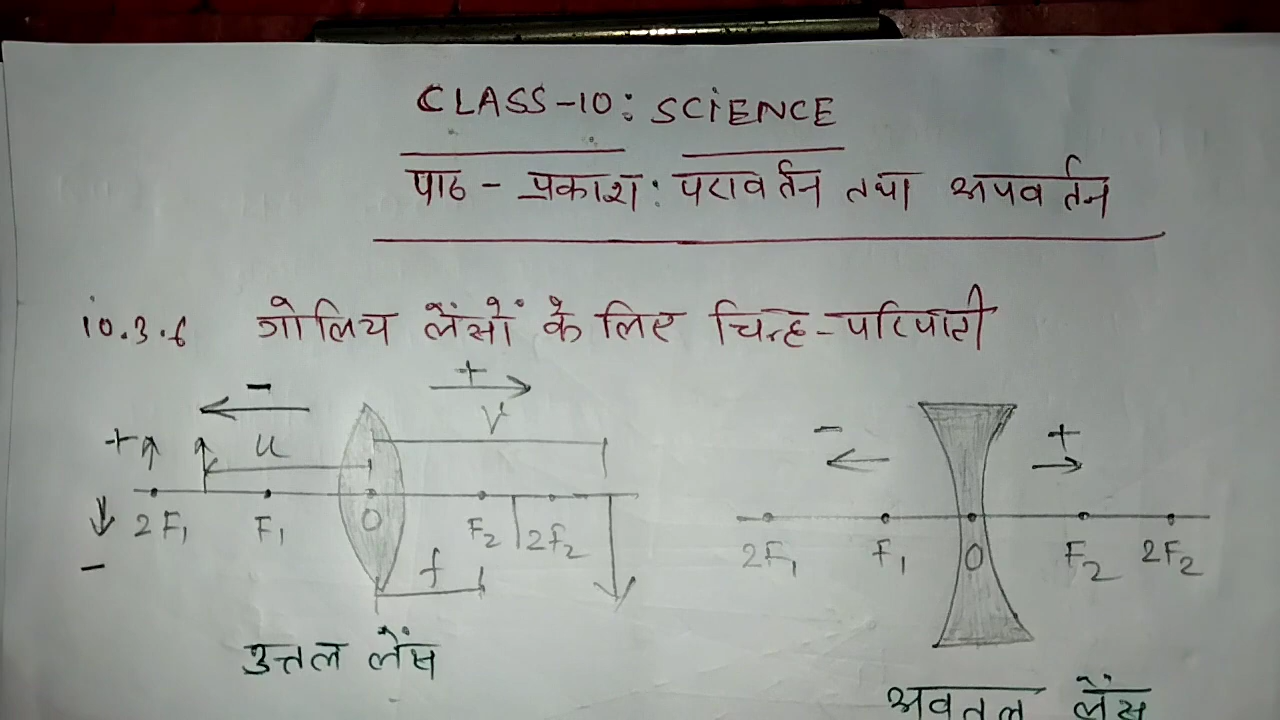 CLASS-10: SCiENCE
पाठ - प्रकाश: परावर्तन तथा अपवर्तन
10.3.6 गोलिय लेंसों के लिए चिन्ह-परिपाटी
- +
V
+ u
- +
2F₁ F₁ O F₂ 2F₂
-
f
2F₁ F₁ O F₂ 2F₂
उत्तल लेंस
अवतल लेंस